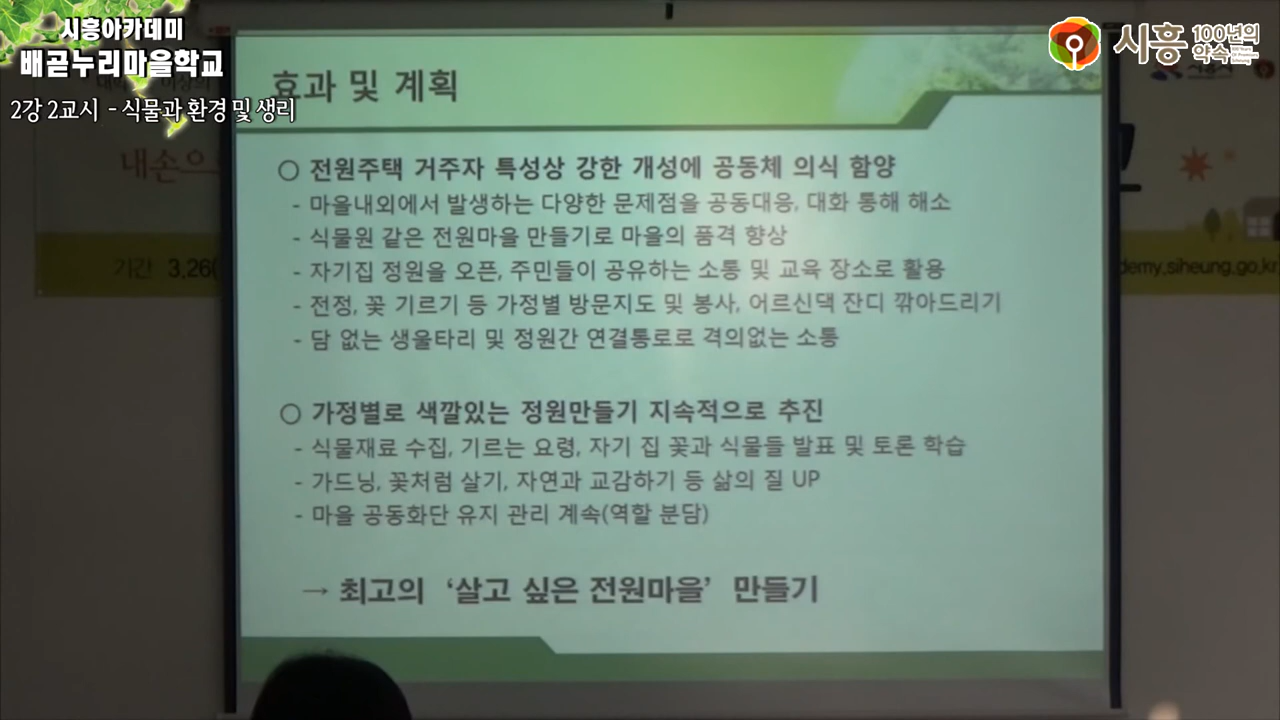 시흥아카데미
배곧누리마을학교
2강 2교시 - 식물과 환경 및 생리
시흥 100년의 약속
효과 및 계획
○ 전원주택 거주자 특성상 강한 개성에 공동체 의식 함양
- 마을내외에서 발생하는 다양한 문제점을 공동대응, 대화 통해 해소
- 식물원 같은 전원마을 만들기로 마을의 품격 향상
- 자기집 정원을 오픈, 주민들이 공유하는 소통 및 교육 장소로 활용
- 전정, 꽃 기르기 등 가정별 방문지도 및 봉사, 어르신댁 잔디 깎아드리기
- 담 없는 생울타리 및 정원간 연결통로로 격의없는 소통
○ 가정별로 색깔있는 정원만들기 지속적으로 추진
- 식물재료 수집, 기르는 요령, 자기 집 꽃과 식물들 발표 및 토론 학습
- 가드닝, 꽃처럼 살기, 자연과 교감하기 등 삶의 질 UP
- 마을 공동화단 유지 관리 계속(역할 분담)
→ 최고의 ‘살고 싶은 전원마을’ 만들기
내손으
기간 3.26(
demy.siheung.go.k